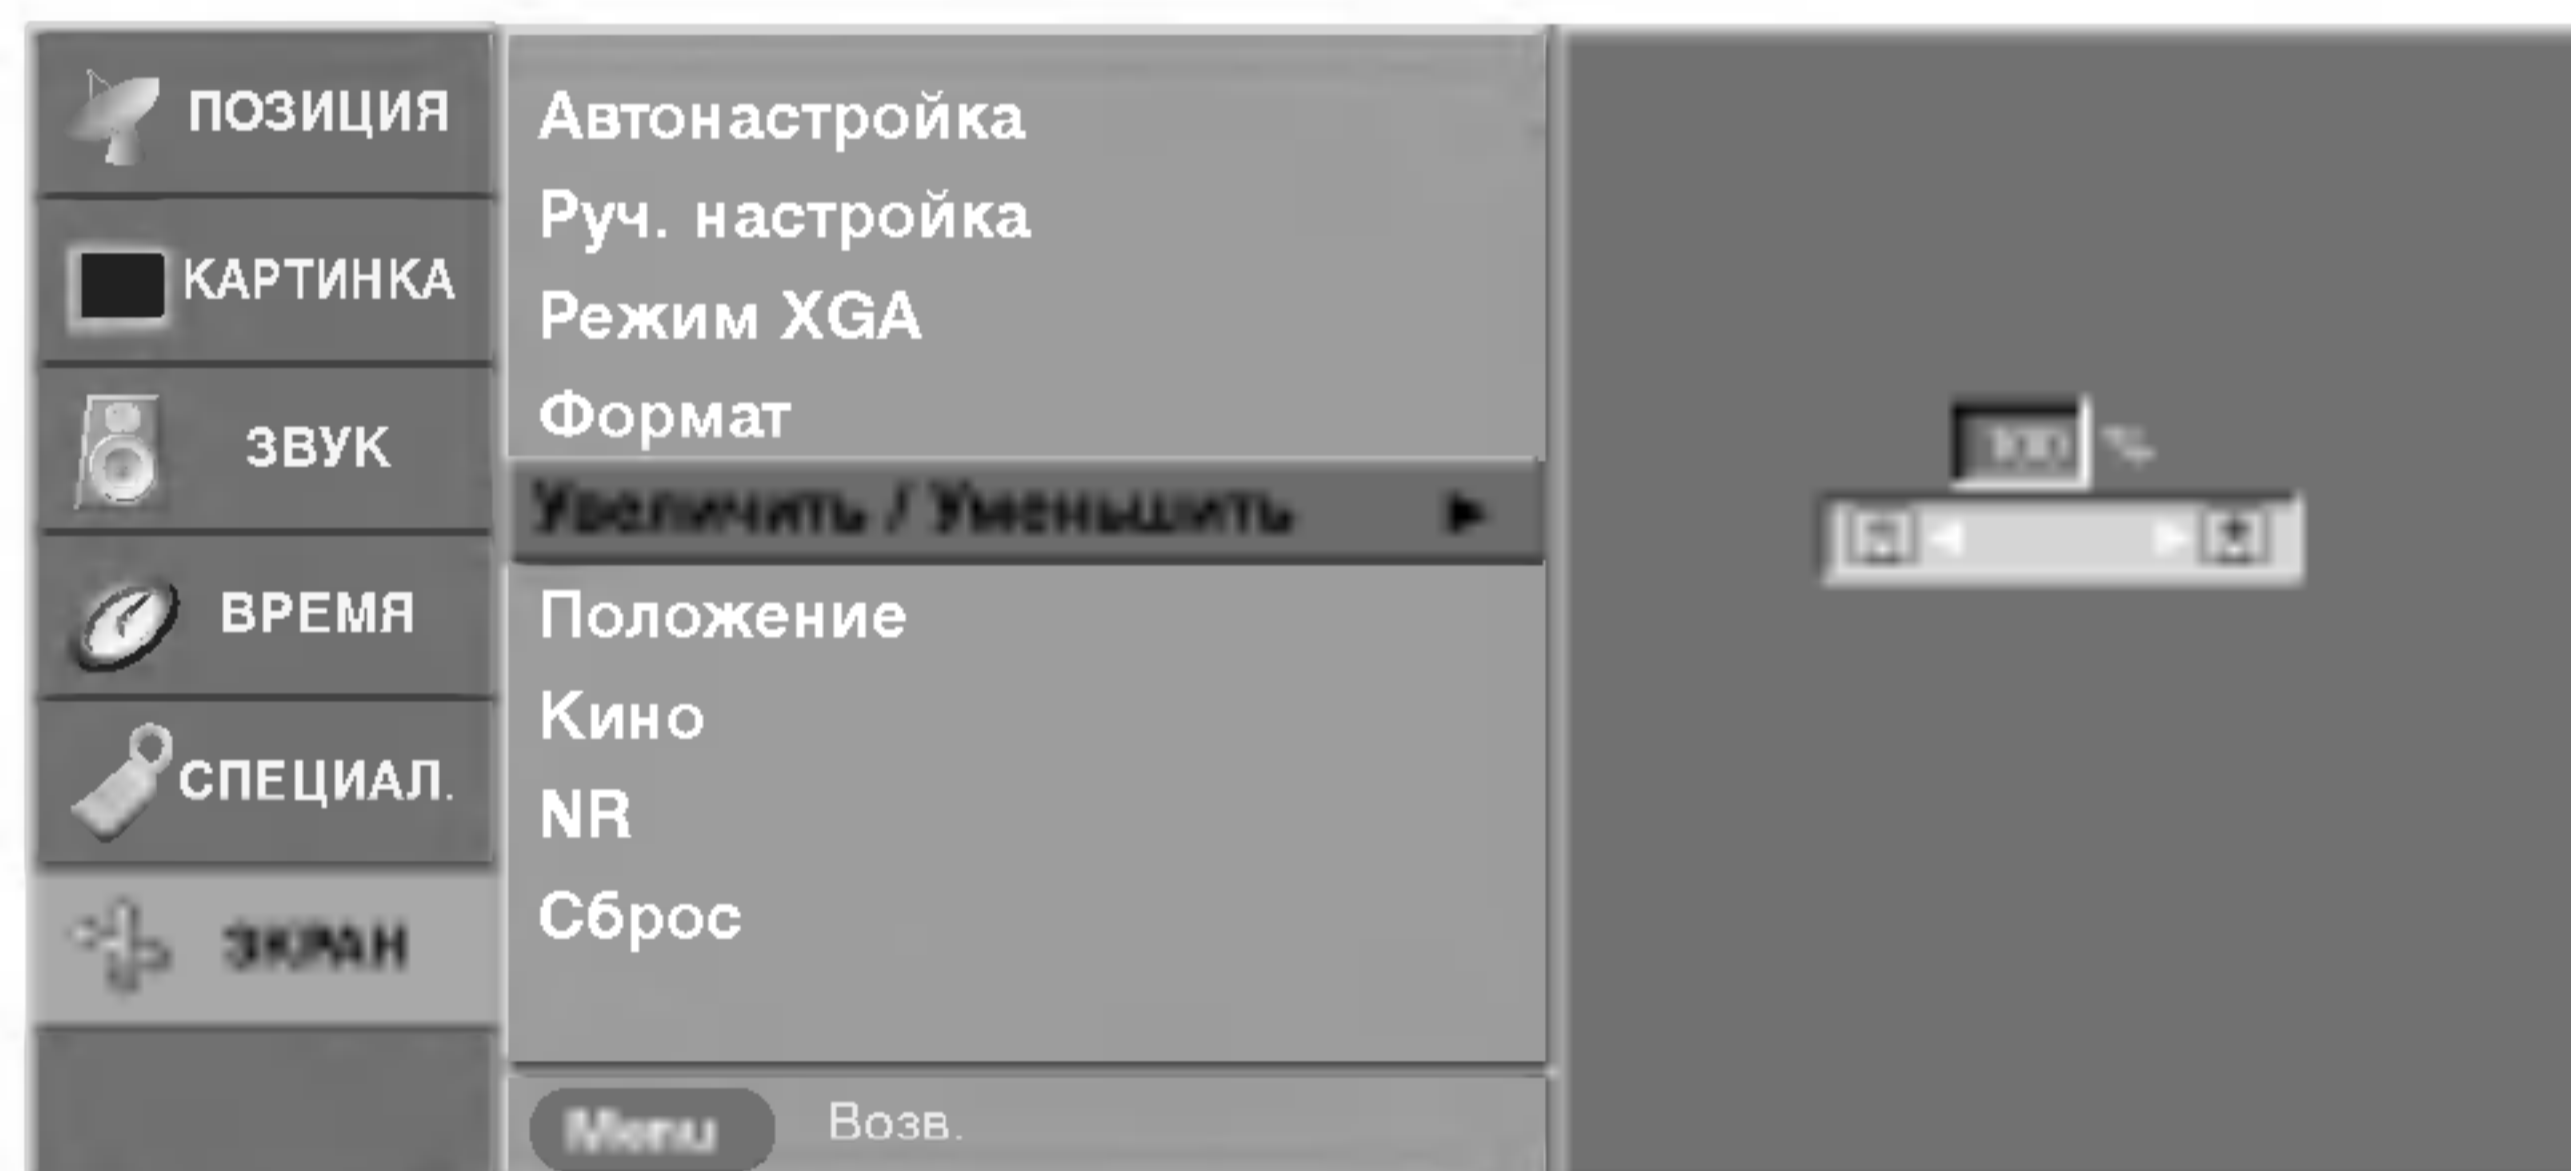 ПОЗИЦИЯ
КАРТИНКА
ЗВУК
ВРЕМЯ
СПЕЦИАЛ.
ЭКРАН
Автонастройка
Руч. настройка
Режим XGA
Формат
Увеличить / Уменьшить ►
Положение
Кино
NR
Сброс
Menu Возв.
100 %
- ◄ ► +